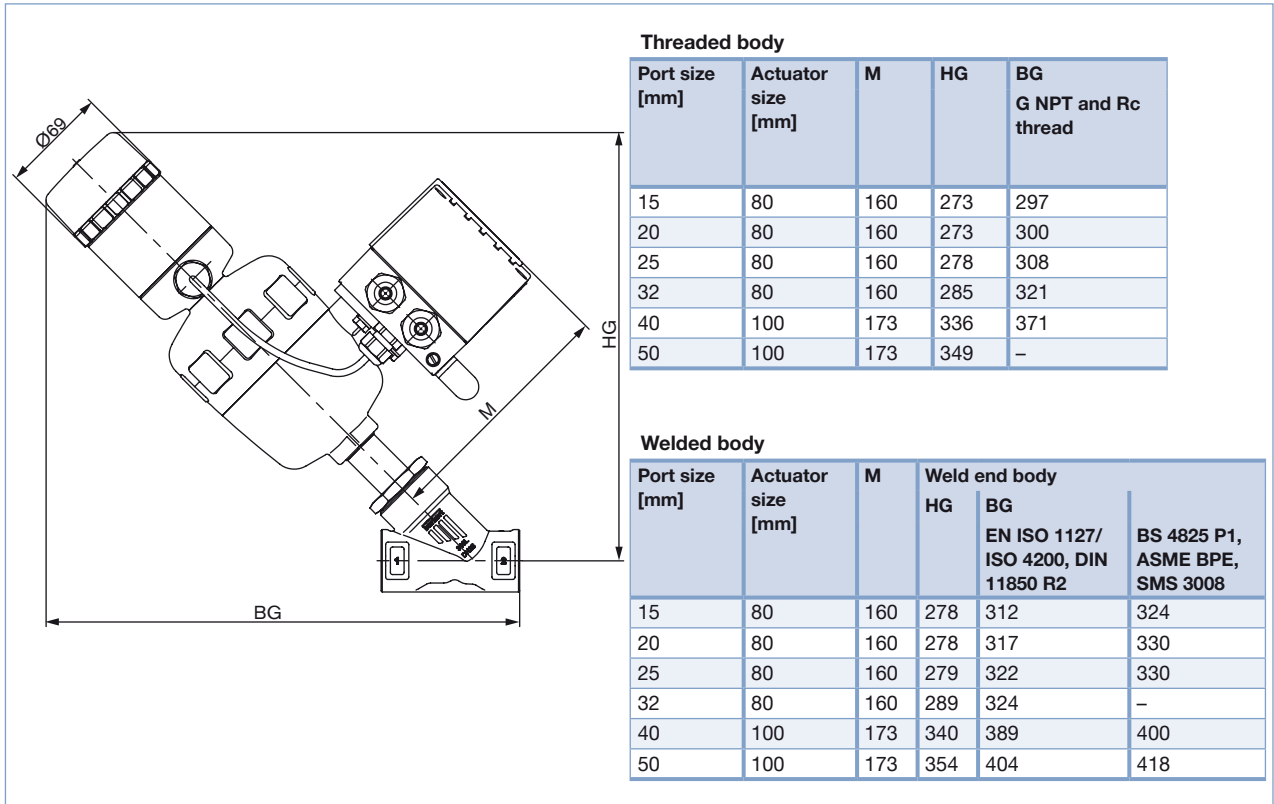 Ø69
HG
M
BG
1
2
Threaded body
Port size [mm] Actuator size [mm] M HG BG
G NPT and Rc thread
15 80 160 273 297
20 80 160 273 300
25 80 160 278 308
32 80 160 285 321
40 100 173 336 371
50 100 173 349 –
Welded body
Port size [mm] Actuator size [mm] M Weld end body
HG BG
EN ISO 1127/ ISO 4200, DIN 11850 R2 BS 4825 P1, ASME BPE, SMS 3008
15 80 160 278 312 324
20 80 160 278 317 330
25 80 160 279 322 330
32 80 160 289 324 –
40 100 173 340 389 400
50 100 173 354 404 418